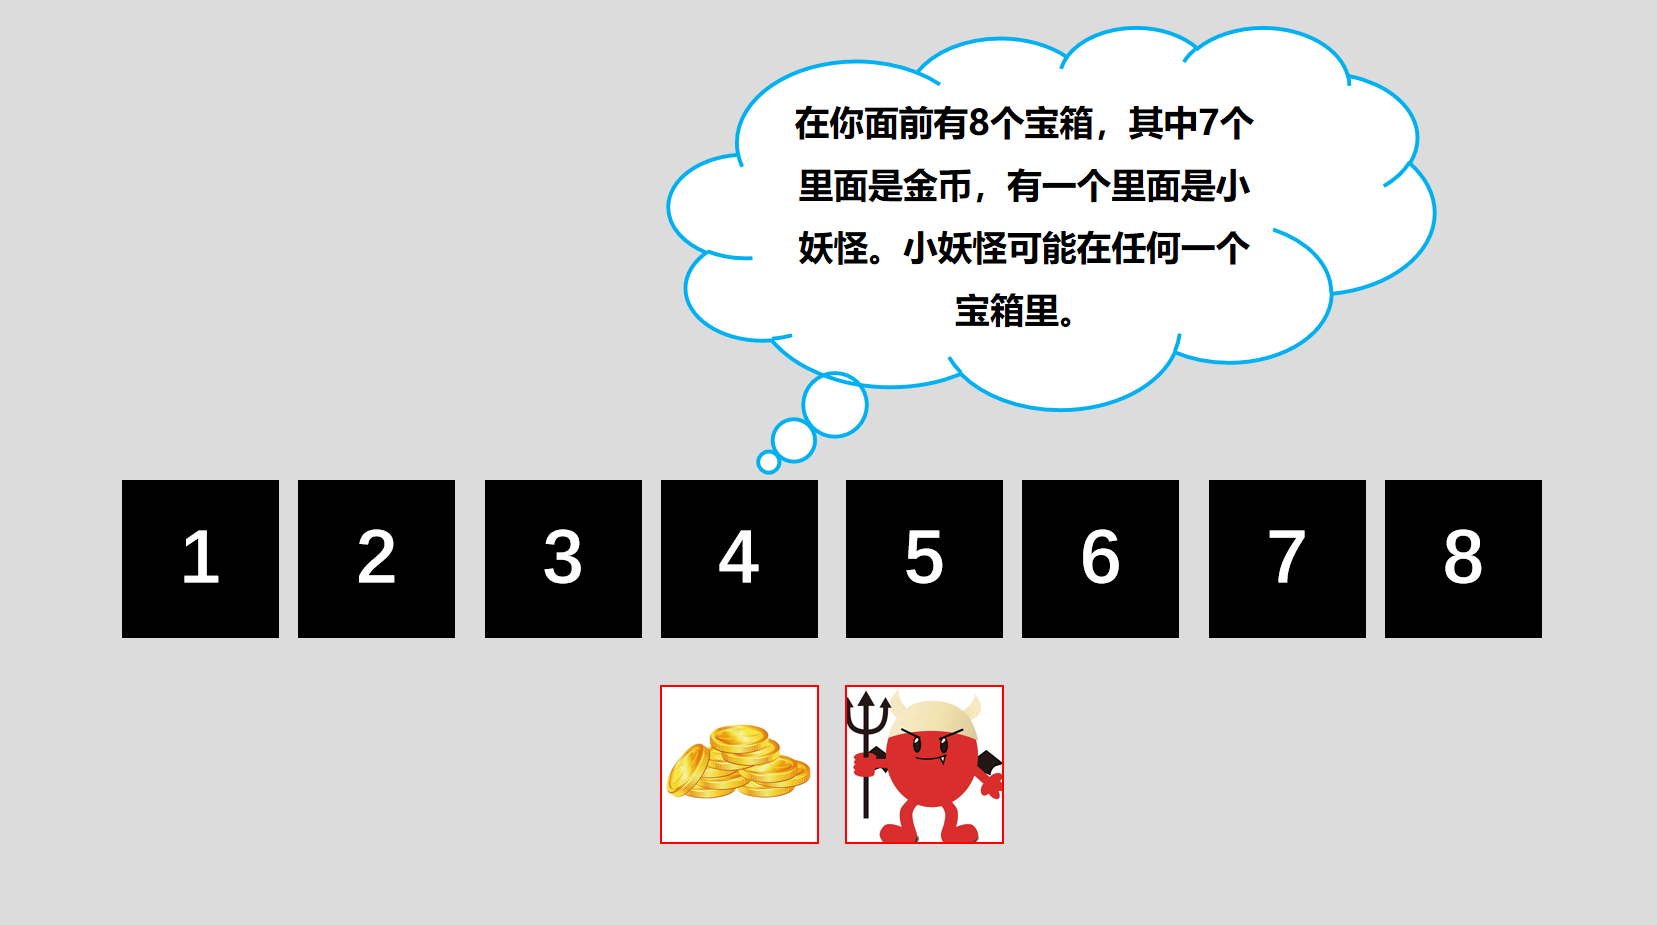 在你面前有8个宝箱，其中7个
里面是金币，有一个里面是小
妖怪。小妖怪可能在任何一个
宝箱里。
1 2 3 4 5 6 7 8